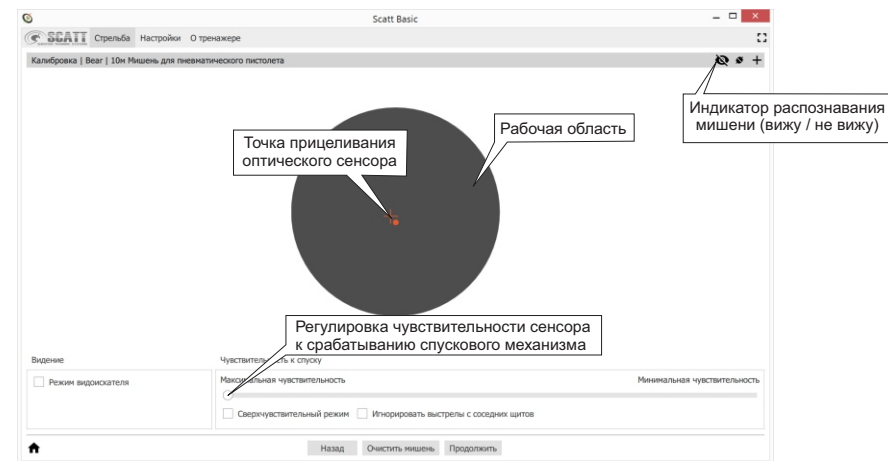 Scatt Basic
SCATT Стрельба Настройки О тренажере
Калибровка | Bear | 10м Мишень для пневматического пистолета
Индикатор распознавания
мишени (вижу / не вижу)
Рабочая область
Точка прицеливания
оптического сенсора
Регулировка чувствительности сенсора
к срабатыванию спускового механизма
Видение
Чувствительность к спуску
Режим видоискателя
Максимальная чувствительность
Минимальная чувствительность
Сверхчувствительный режим
Игнорировать выстрелы с соседних щитов
Назад Очистить мишень Продолжить